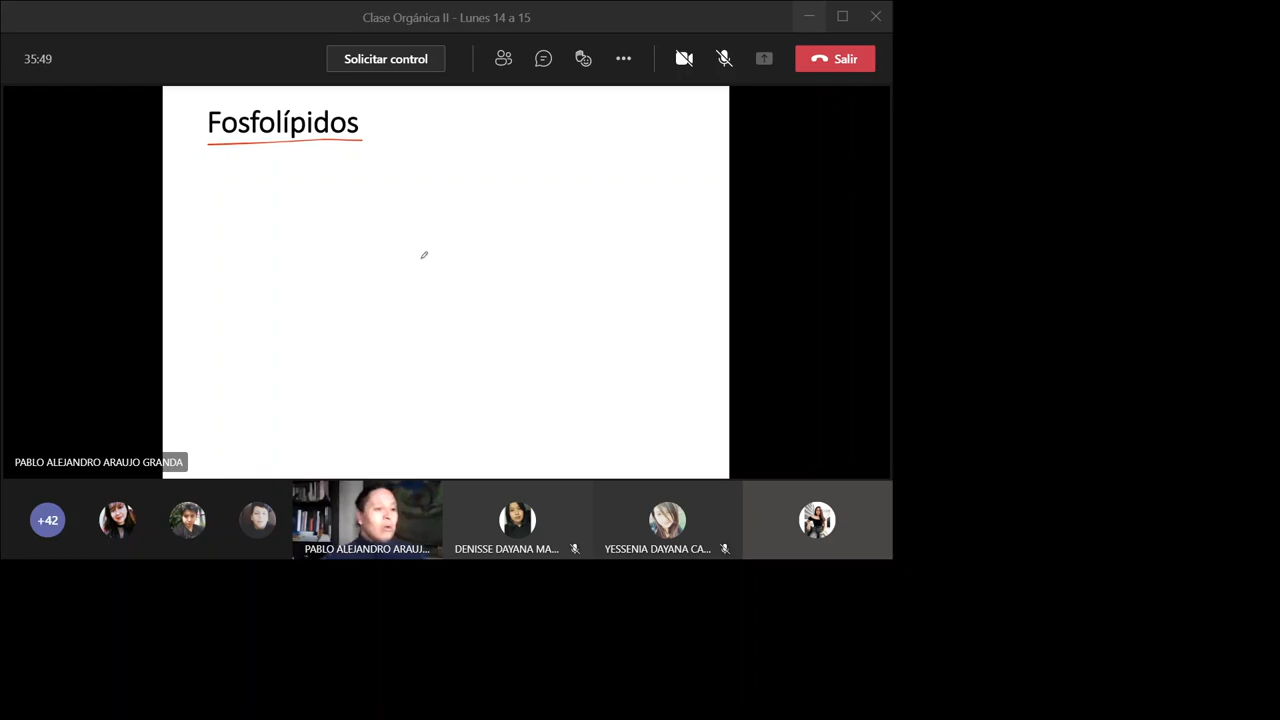 Clase Orgánica II - Lunes 14 a 15
35:49
Solicitar control
Salir
Fosfolípidos
PABLO ALEJANDRO ARAUJO GRANDA
+42
PABLO ALEJANDRO ARAUJ...
DENISSE DAYANA MA...
YESSENIA DAYANA CA...